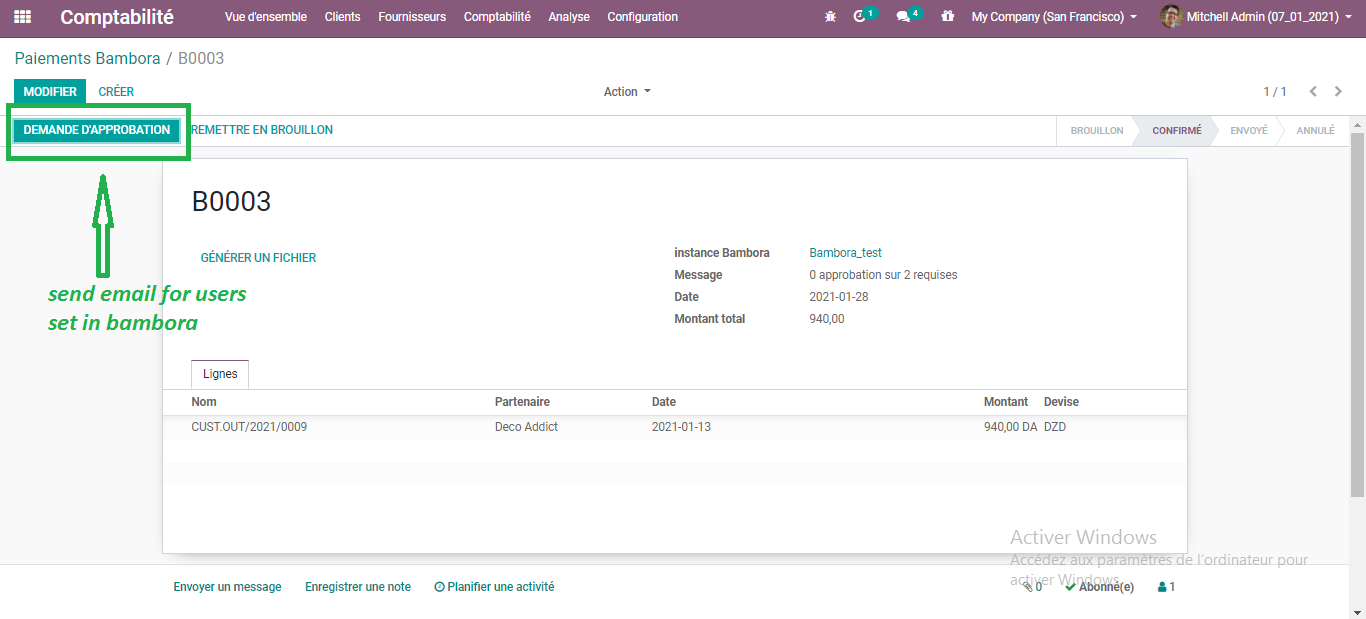 Comptabilité Vue d'ensemble Clients Fournisseurs Comptabilité Analyse Configuration 1 4 My Company (San Francisco) Mitchell Admin (07_01_2021)
Paiements Bambora / B0003
MODIFIER CRÉER Action 1 / 1
DEMANDE D'APPROBATION REMETTRE EN BROUILLON BROUILLON CONFIRMÉ ENVOYÉ ANNULÉ
B0003
GÉNÉRER UN FICHIER
instance Bambora Bambora_test
Message 0 approbation sur 2 requises
Date 2021-01-28
Montant total 940,00
send email for users
set in bambora
Lignes
Nom Partenaire Date Montant Devise
CUST.OUT/2021/0009 Deco Addict 2021-01-13 940,00 DA DZD
Activer Windows
Accédez aux paramètres de l'ordinateur pour
activer Windows.
Envoyer un message Enregistrer une note Planifier une activité 0 Abonné(e) 1